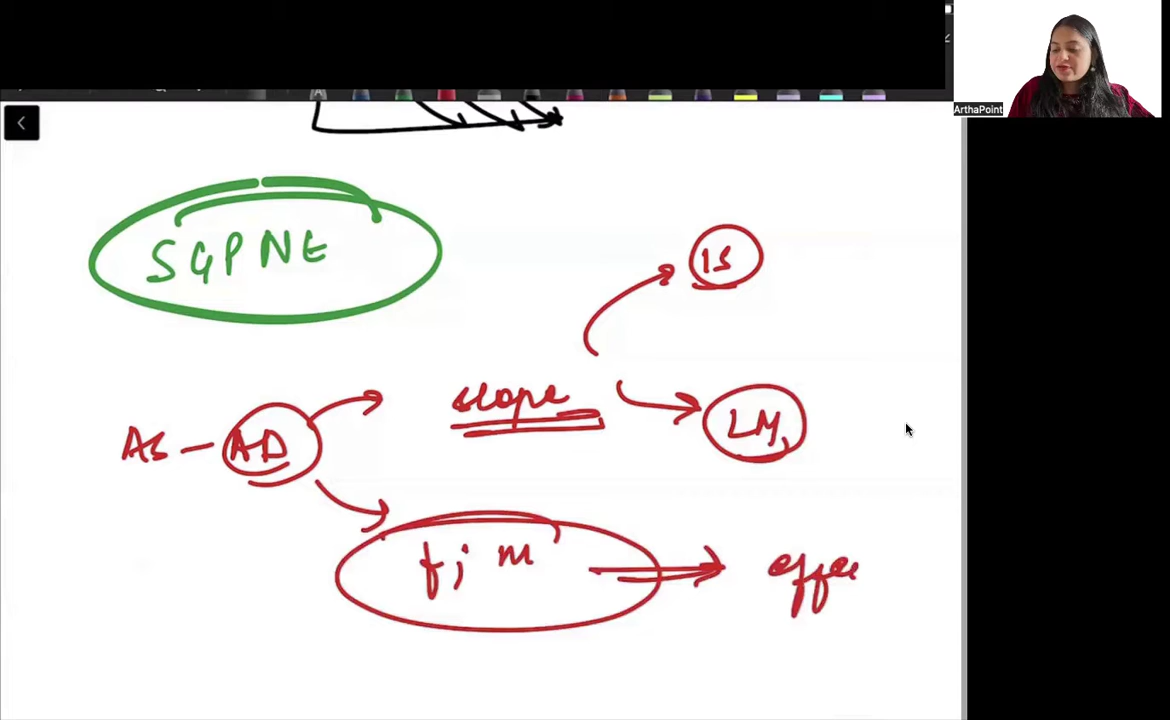 ArthaPoint
SGPNE
IS
slope
AS - AD
LM
f; m
effec